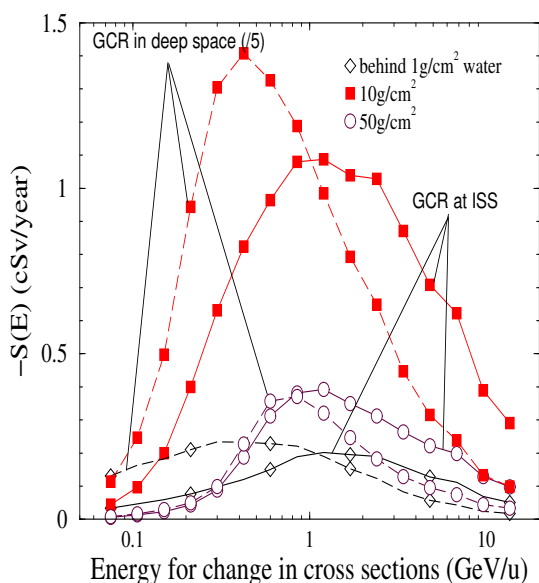 1.5
GCR in deep space (/5)
behind 1g/cm² water
10g/cm²
50g/cm²
1
GCR at ISS
−S(E) (cSv/year)
0.5
0
0.1
1
10
Energy for change in cross sections (GeV/u)